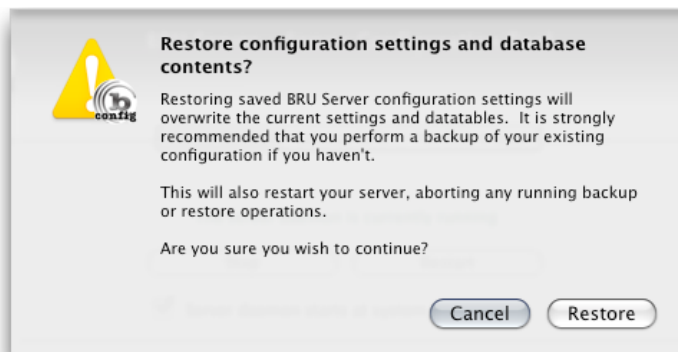 Restore configuration settings and database
contents?
Restoring saved BRU Server configuration settings will
overwrite the current settings and datatables. It is strongly
recommended that you perform a backup of your existing
configuration if you haven't.
This will also restart your server, aborting any running backup
or restore operations.
Are you sure you wish to continue?
b
config
Cancel
Restore